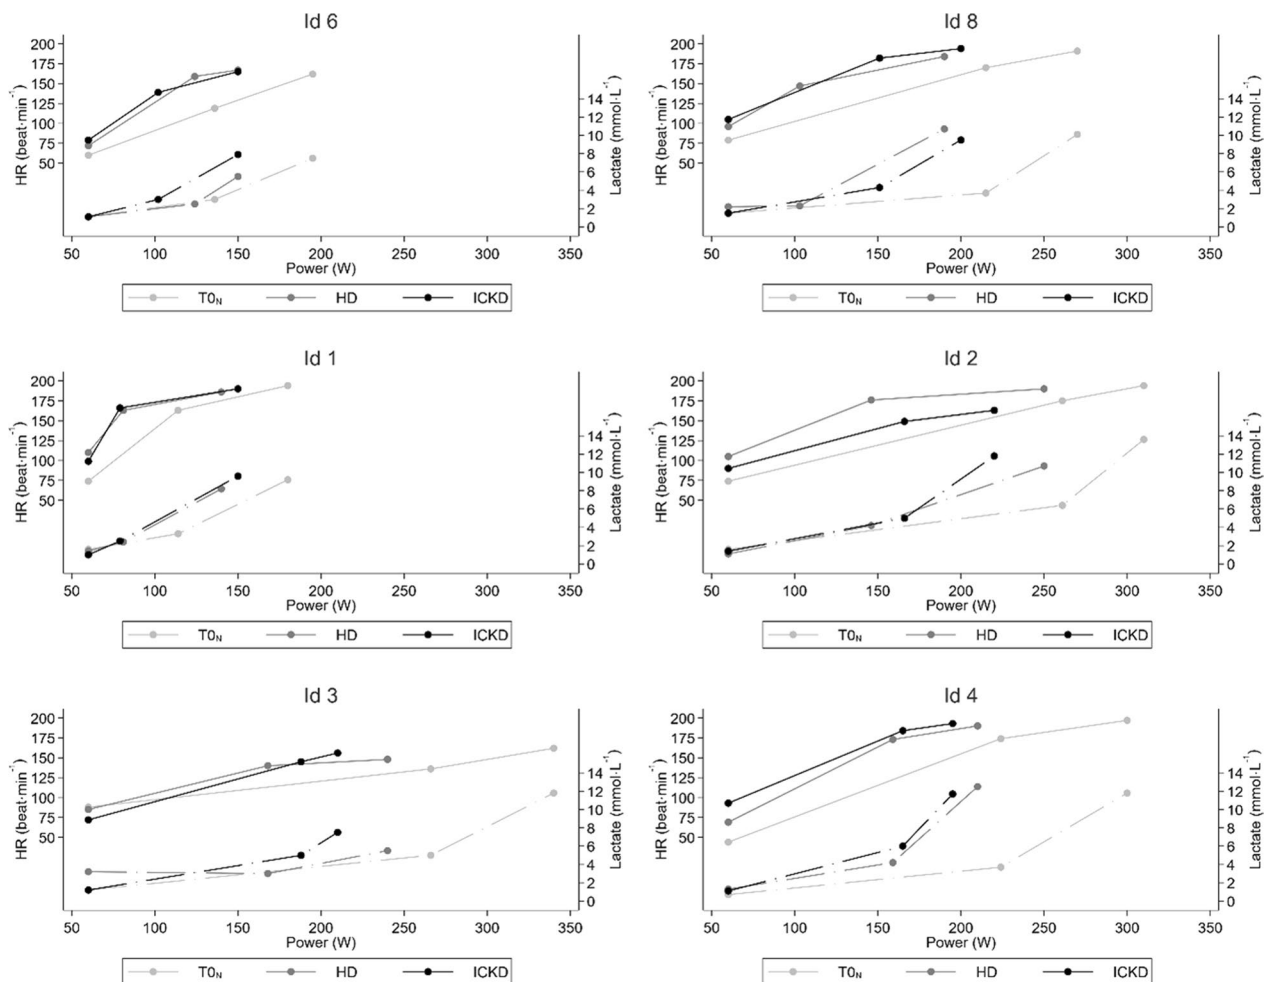 Id 6
200
175
150
125
100
75
50
HR (beat·min⁻¹)
14
12
10
8
6
4
2
0
Lactate (mmol·L⁻¹)
50 100 150 200 250 300 350
Power (W)
T0N HD ICKD
Id 8
200
175
150
125
100
75
50
HR (beat·min⁻¹)
14
12
10
8
6
4
2
0
Lactate (mmol·L⁻¹)
50 100 150 200 250 300 350
Power (W)
T0N HD ICKD
Id 1
200
175
150
125
100
75
50
HR (beat·min⁻¹)
14
12
10
8
6
4
2
0
Lactate (mmol·L⁻¹)
50 100 150 200 250 300 350
Power (W)
T0N HD ICKD
Id 2
200
175
150
125
100
75
50
HR (beat·min⁻¹)
14
12
10
8
6
4
2
0
Lactate (mmol·L⁻¹)
50 100 150 200 250 300 350
Power (W)
T0N HD ICKD
Id 3
200
175
150
125
100
75
50
HR (beat·min⁻¹)
14
12
10
8
6
4
2
0
Lactate (mmol·L⁻¹)
50 100 150 200 250 300 350
Power (W)
T0N HD ICKD
Id 4
200
175
150
125
100
75
50
HR (beat·min⁻¹)
14
12
10
8
6
4
2
0
Lactate (mmol·L⁻¹)
50 100 150 200 250 300 350
Power (W)
T0N HD ICKD